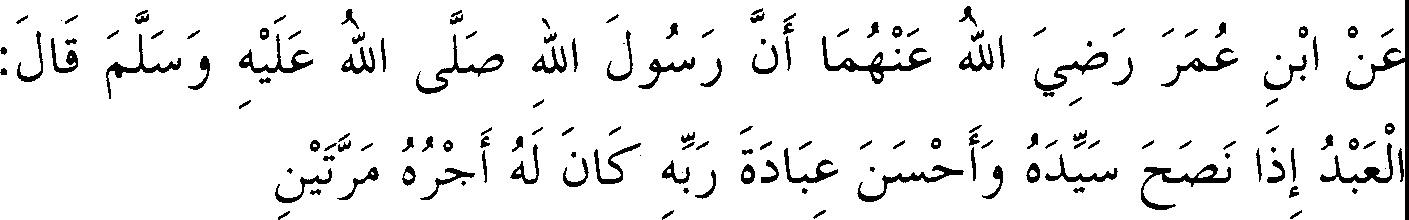 عَنْ ابْنِ عُمَرَ رَضِيَ اللهُ عَنْهُمَا أَنَّ رَسُولَ اللهِ صَلَّى اللهُ عَلَيْهِ وَسَلَّمَ قَالَ:
الْعَبْدُ إِذَا نَصَحَ سَيِّدَهُ وَأَحْسَنَ عِبَادَةَ رَبِّهِ كَانَ لَهُ أَجْرُهُ مَرَّتَيْنِ